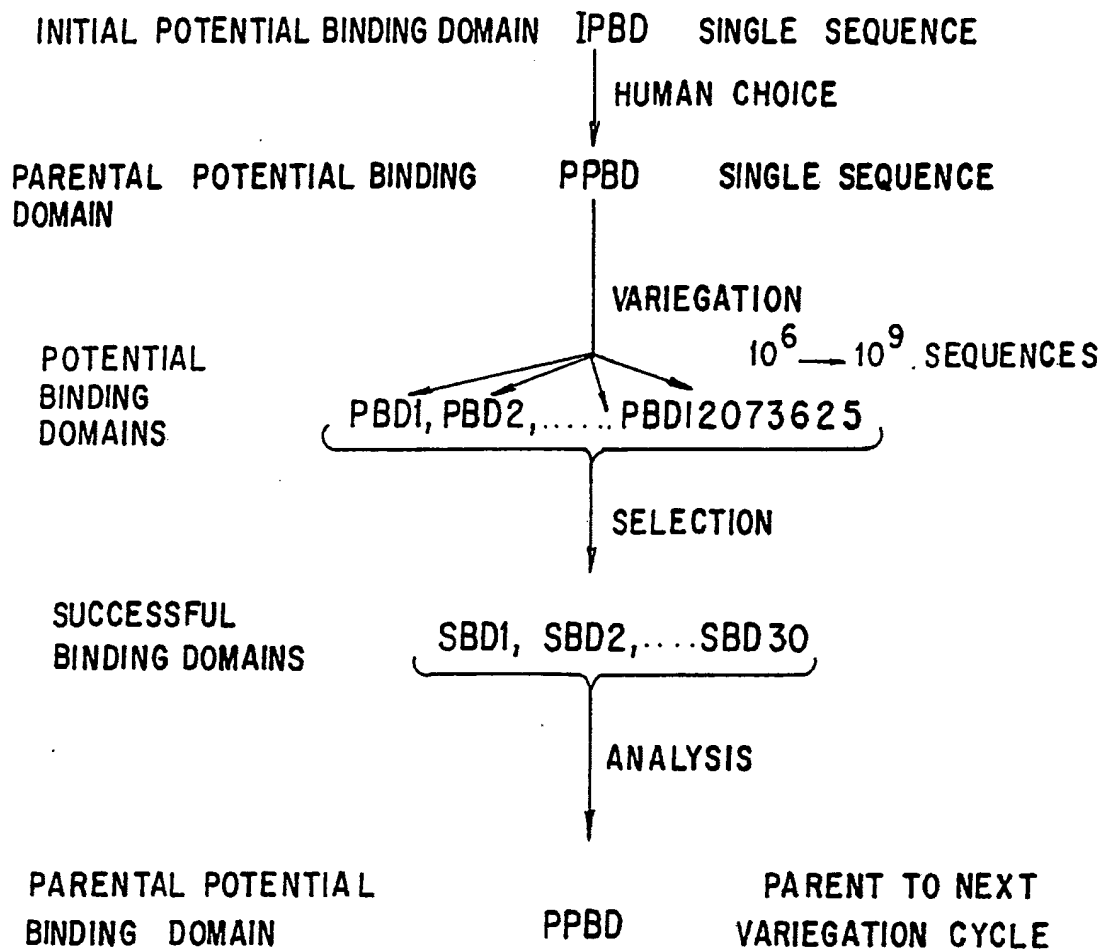 INITIAL POTENTIAL BINDING DOMAIN IPBD SINGLE SEQUENCE
HUMAN CHOICE
PARENTAL POTENTIAL BINDING PPBD SINGLE SEQUENCE
DOMAIN
VARIEGATION
10^6 → 10^9. SEQUENCES
POTENTIAL
BINDING
DOMAINS
PBD1, PBD2,...... PBD12073625
SELECTION
SUCCESSFUL
BINDING DOMAINS
SBD1, SBD2,....SBD30
ANALYSIS
PARENTAL POTENTIAL
BINDING DOMAIN
PPBD
PARENT TO NEXT
VARIEGATION CYCLE